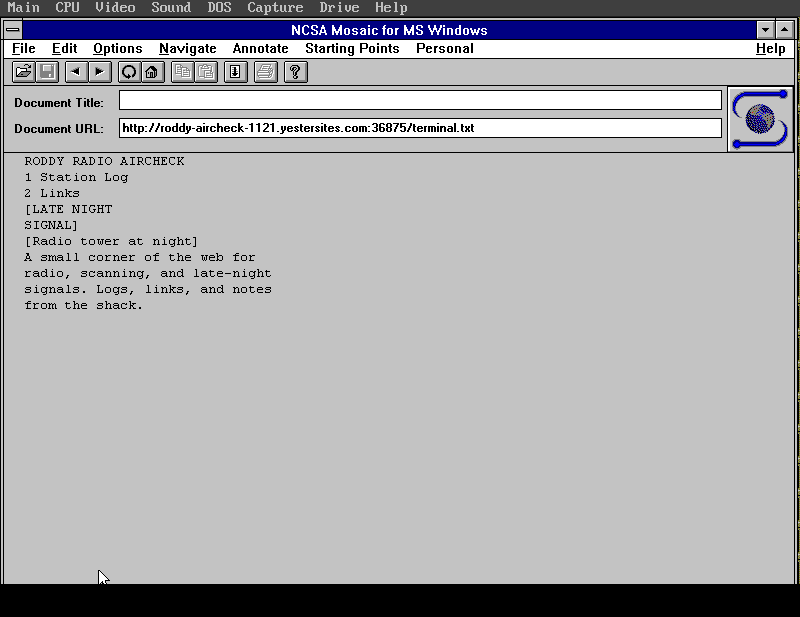 Main CPU Video Sound DOS Capture Drive Help
NCSA Mosaic for MS Windows
File Edit Options Navigate Annotate Starting Points Personal Help
Document Title:
Document URL: http://roddy-aircheck-1121.yestersites.com:36875/terminal.txt
RODDY RADIO AIRCHECK
1 Station Log
2 Links
[LATE NIGHT
SIGNAL]
[Radio tower at night]
A small corner of the web for
radio, scanning, and late-night
signals. Logs, links, and notes
from the shack.